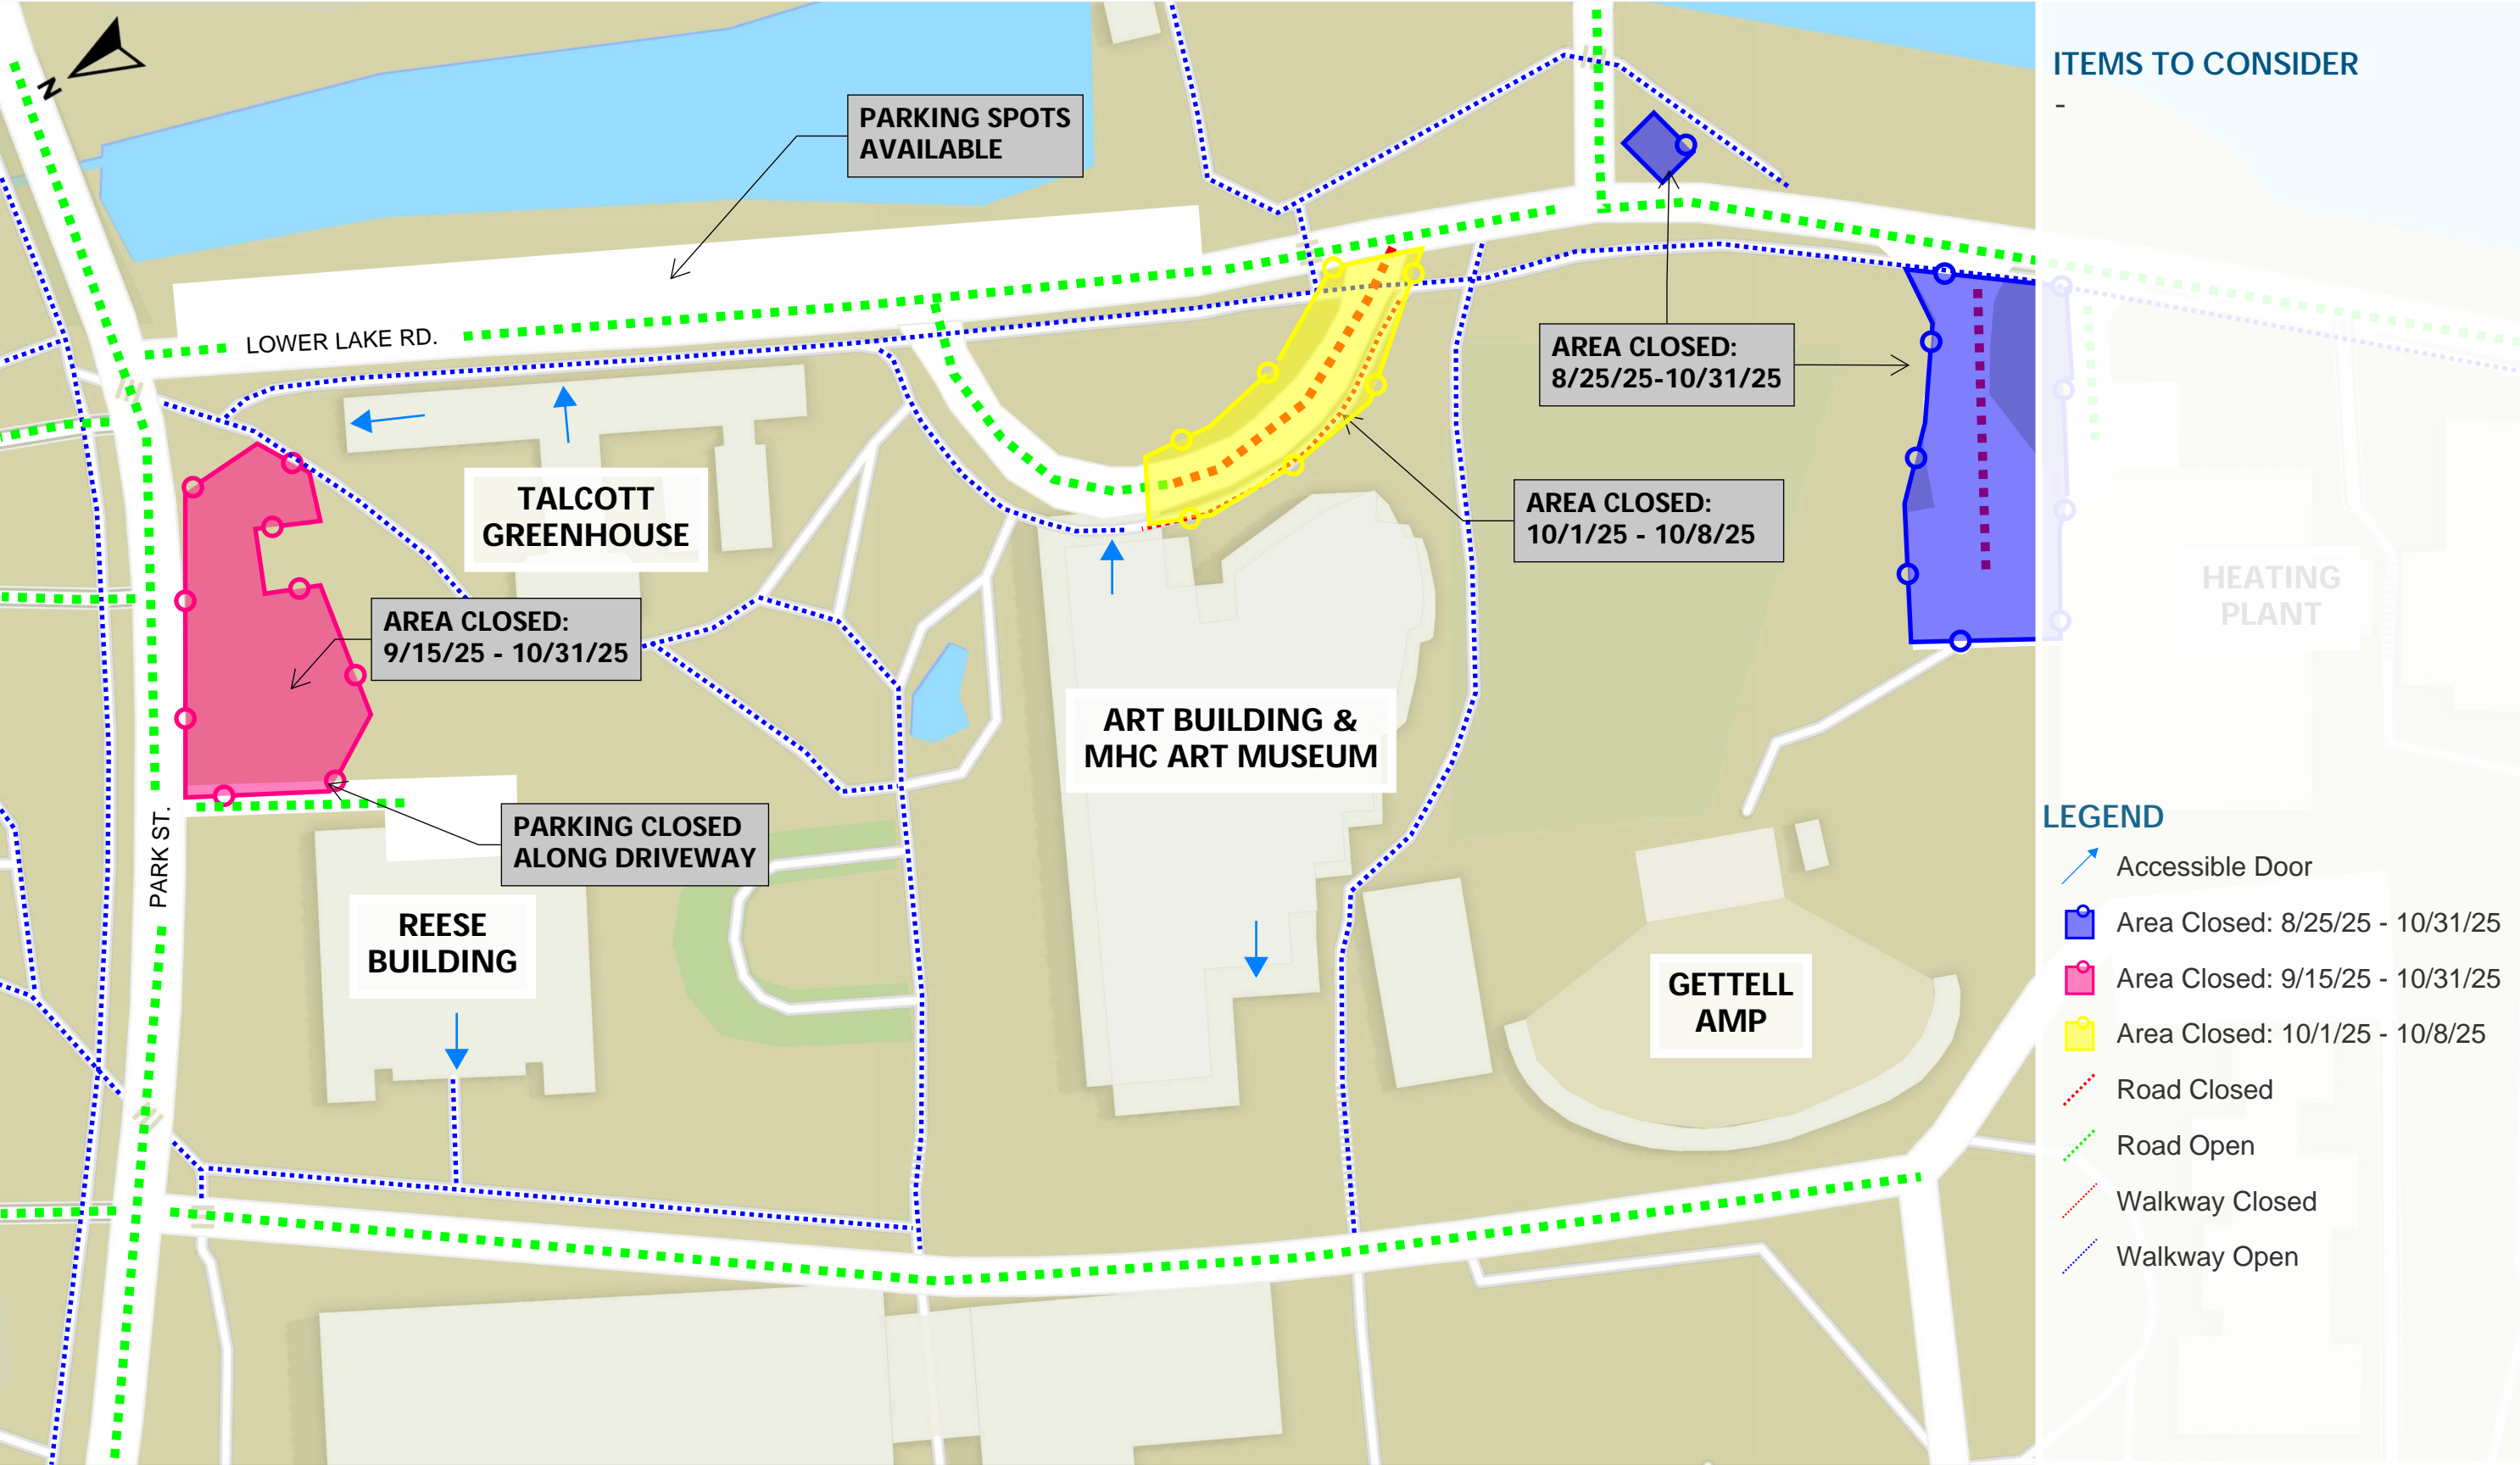 N
PARKING SPOTS
AVAILABLE
ITEMS TO CONSIDER
-
LOWER LAKE RD.
AREA CLOSED:
8/25/25-10/31/25
TALCOTT
GREENHOUSE
AREA CLOSED:
10/1/25 - 10/8/25
HEATING
PLANT
AREA CLOSED:
9/15/25 - 10/31/25
ART BUILDING &
MHC ART MUSEUM
PARK ST.
PARKING CLOSED
ALONG DRIVEWAY
REESE
BUILDING
GETTELL
AMP
LEGEND
Accessible Door
Area Closed: 8/25/25 - 10/31/25
Area Closed: 9/15/25 - 10/31/25
Area Closed: 10/1/25 - 10/8/25
Road Closed
Road Open
Walkway Closed
Walkway Open